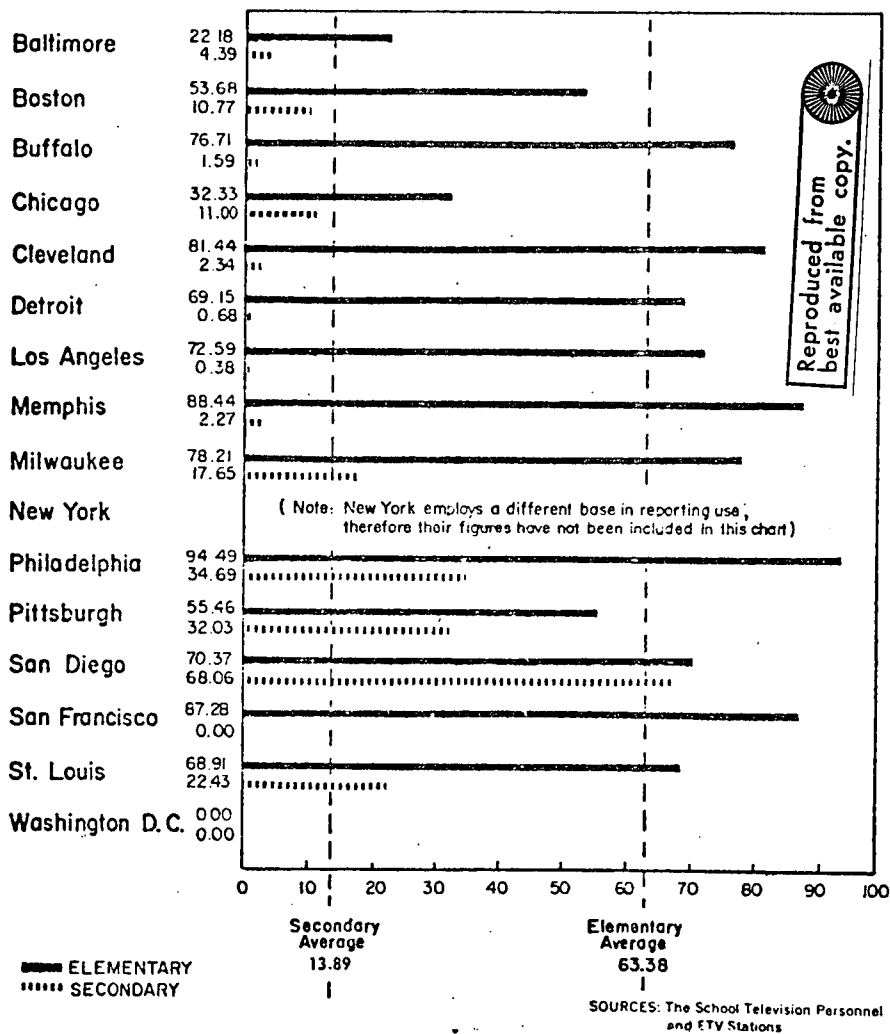 Baltimore 22 18
4.39
Boston 53.68
10.77
Buffalo 76.71
1.59
Chicago 32.33
11.00
Cleveland 81.44
2.34
Detroit 69.15
0.68
Los Angeles 72.59
0.38
Memphis 88.44
2.27
Milwaukee 78.21
17.65
New York ( Note: New York employs a different base in reporting use,
therefore their figures have not been included in this chart )
Philadelphia 94 49
34.69
Pittsburgh 55.46
32.03
San Diego 70.37
68.06
San Francisco 67.28
0.00
St. Louis 68.91
22.43
Washington D.C. 0.00
0.00
0 10 20 30 40 50 60 70 80 90 100
Secondary Elementary
Average Average
13.89 63.38
ELEMENTARY
SECONDARY
SOURCES: The School Television Personnel
and ETV Stations
Reproduced from
best available copy.